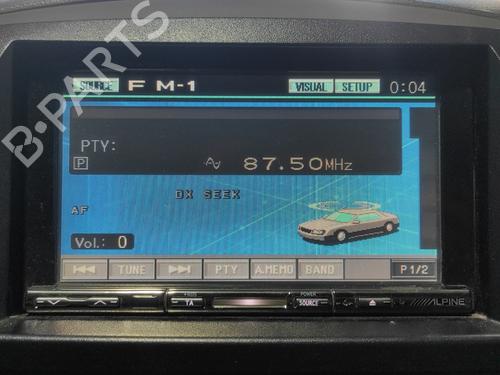 SOURCE FM-1 VISUAL SETUP 0:04
PTY:
P 87.50MHz
DX SEEK
AF
Vol.: 0
TUNE PTY A.MEMO BAND P 1/2
TA POWER SOURCE ALPINE
B-PARTS